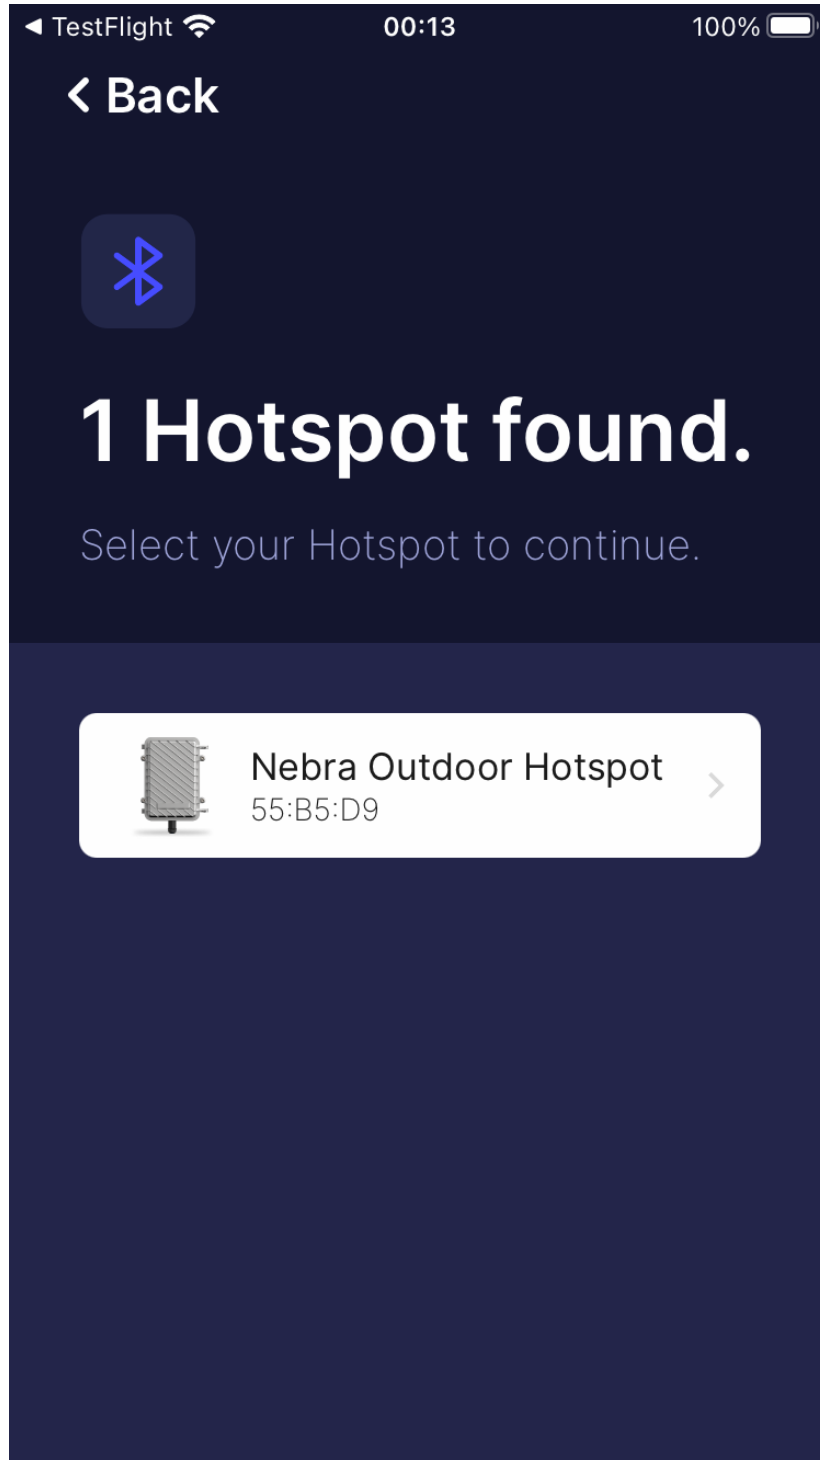 TestFlight 00:13 100%
Back
1 Hotspot found.
Select your Hotspot to continue.
Nebra Outdoor Hotspot
55:B5:D9